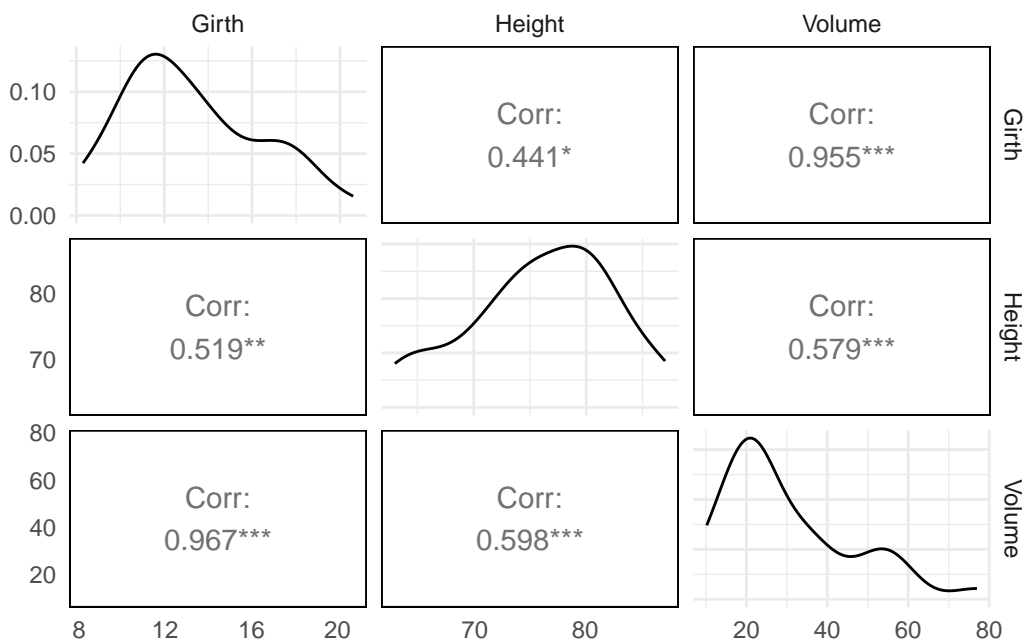 Girth Height Volume
0.10
0.05
0.00
Corr:
0.441*
Corr:
0.955***
Girth
80
70
Corr:
0.519**
Corr:
0.579***
Height
80
60
40
20
Corr:
0.967***
Corr:
0.598***
Volume
8 12 16 20 70 80 20 40 60 80